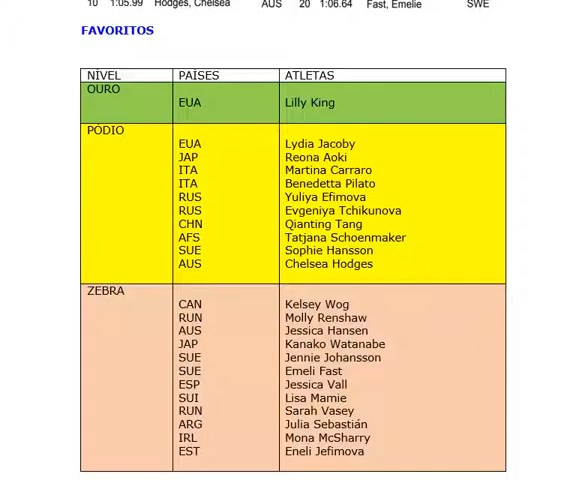 10 1:05.99 Hodges, Chelsea AUS 20 1:06.64 Fast, Emelie SWE
FAVORITOS
NÍVEL PAÍSES ATLETAS
OURO
EUA Lilly King
PÓDIO
EUA Lydia Jacoby
JAP Reona Aoki
ITA Martina Carraro
ITA Benedetta Pilato
RUS Yuliya Efimova
RUS Evgeniya Tchikunova
CHN Qianting Tang
AFS Tatjana Schoenmaker
SUE Sophie Hansson
AUS Chelsea Hodges
ZEBRA
CAN Kelsey Wog
RUN Molly Renshaw
AUS Jessica Hansen
JAP Kanako Watanabe
SUE Jennie Johansson
SUE Emeli Fast
ESP Jessica Vall
SUI Lisa Mamie
RUN Sarah Vasey
ARG Julia Sebastián
IRL Mona McSharry
EST Eneli Jefimova